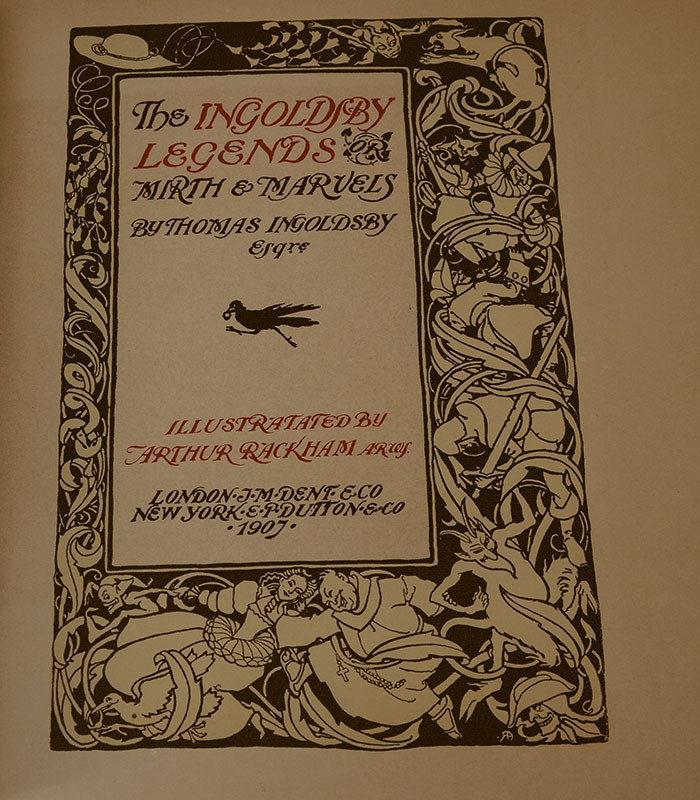 The INGOLDSBY
LEGENDS OR
MIRTH & MARVELS
BY THOMAS INGOLDSBY
Esqre
ILLUSTRATATED BY
ARTHUR RACKHAM ARWS.
LONDON·J·M·DENT·&·CO
NEW YORK·E·P·DUTTON·&·CO
·1907·
AR